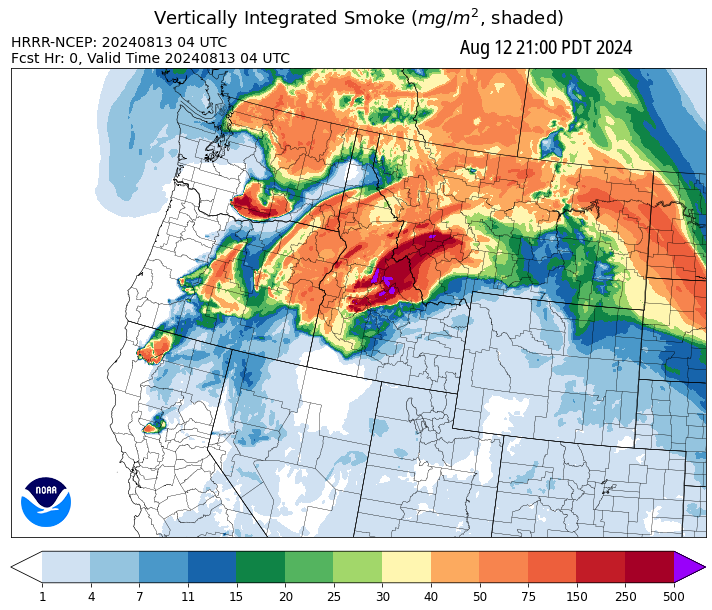 Vertically Integrated Smoke (mg/m², shaded)
HRRR-NCEP: 20240813 04 UTC
Aug 12 21:00 PDT 2024
Fcst Hr: 0, Valid Time 20240813 04 UTC
NOAA
1 4 7 11 15 20 25 30 40 50 75 150 250 500